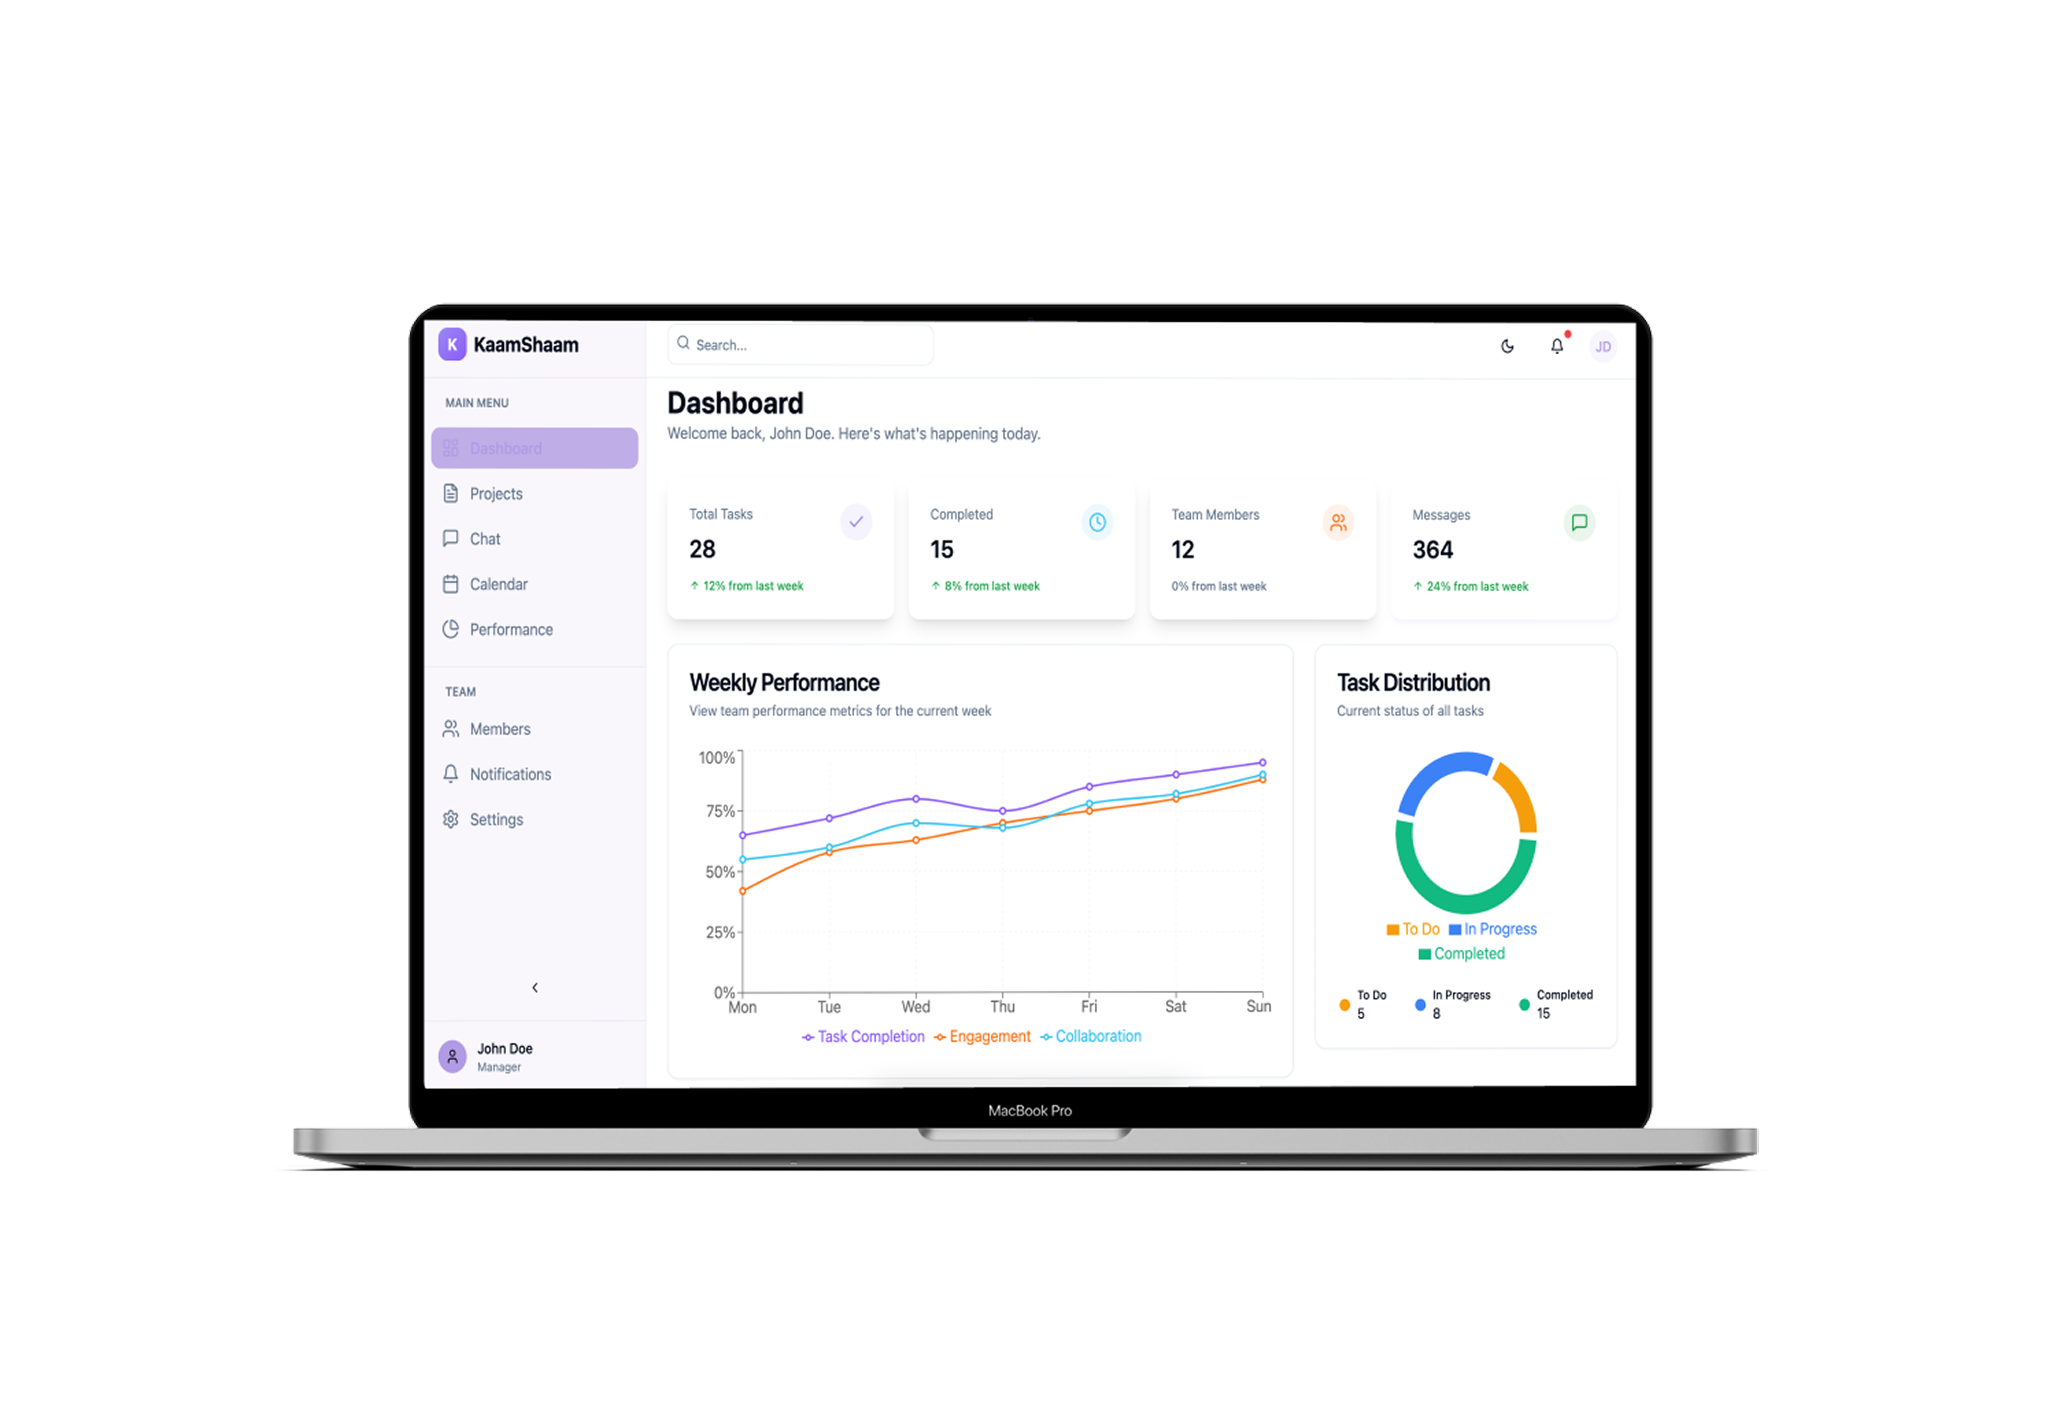 K KaamShaam
Search...
JD
MAIN MENU
Dashboard
Projects
Chat
Calendar
Performance
TEAM
Members
Notifications
Settings
John Doe
Manager
Dashboard
Welcome back, John Doe. Here's what's happening today.
Total Tasks
28
↑ 12% from last week
Completed
15
↑ 8% from last week
Team Members
12
0% from last week
Messages
364
↑ 24% from last week
Weekly Performance
View team performance metrics for the current week
100%
75%
50%
25%
0%
Mon Tue Wed Thu Fri Sat Sun
Task Completion Engagement Collaboration
Task Distribution
Current status of all tasks
To Do In Progress
Completed
To Do
5
In Progress
8
Completed
15
MacBook Pro